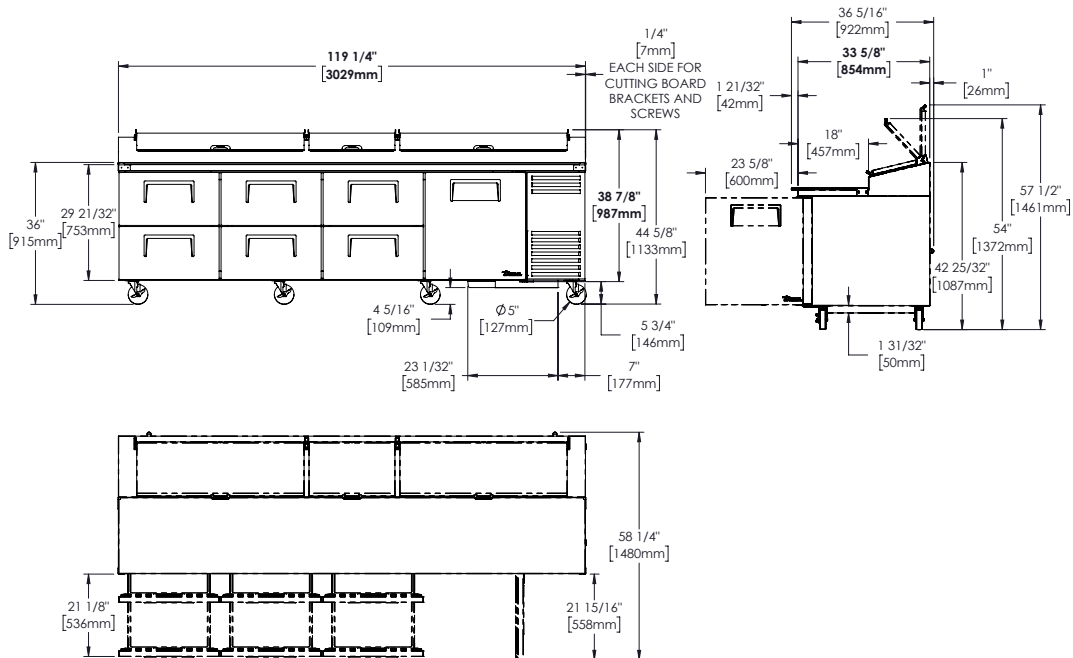 119 1/4"
[3029mm]
1/4"
[7mm]
EACH SIDE FOR
CUTTING BOARD
BRACKETS AND
SCREWS
36"
[915mm]
29 21/32"
[753mm]
38 7/8"
[987mm]
44 5/8"
[1133mm]
4 5/16"
[109mm]
Ø 5"
[127mm]
5 3/4"
[146mm]
23 1/32"
[585mm]
7"
[177mm]
True
36 5/16"
[922mm]
33 5/8"
[854mm]
1"
[26mm]
1 21/32"
[42mm]
18"
[457mm]
23 5/8"
[600mm]
57 1/2"
[1461mm]
54"
[1372mm]
42 25/32"
[1087mm]
1 31/32"
[50mm]
True
58 1/4"
[1480mm]
21 1/8"
[536mm]
21 15/16"
[558mm]